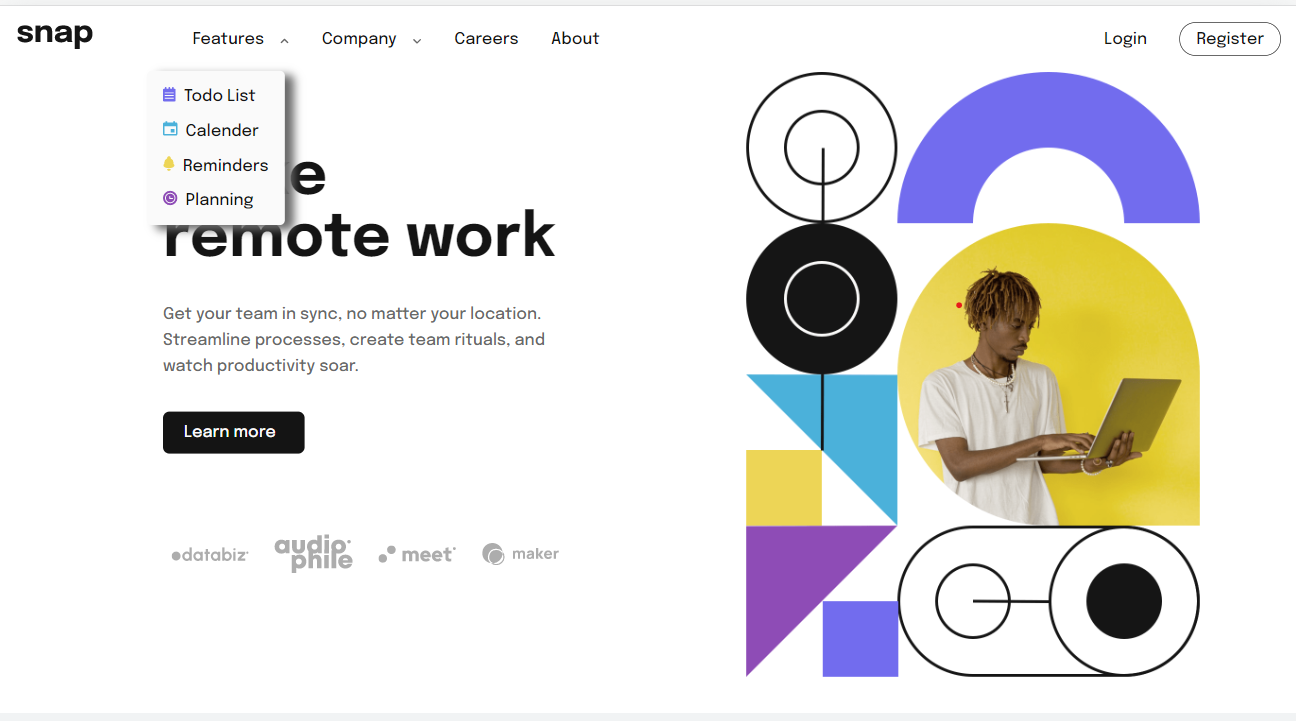 snap
Features Company Careers About Login Register
Todo List
Calender
Reminders
Planning
remote work
Get your team in sync, no matter your location.
Streamline processes, create team rituals, and
watch productivity soar.
Learn more
databiz audiophile meet maker